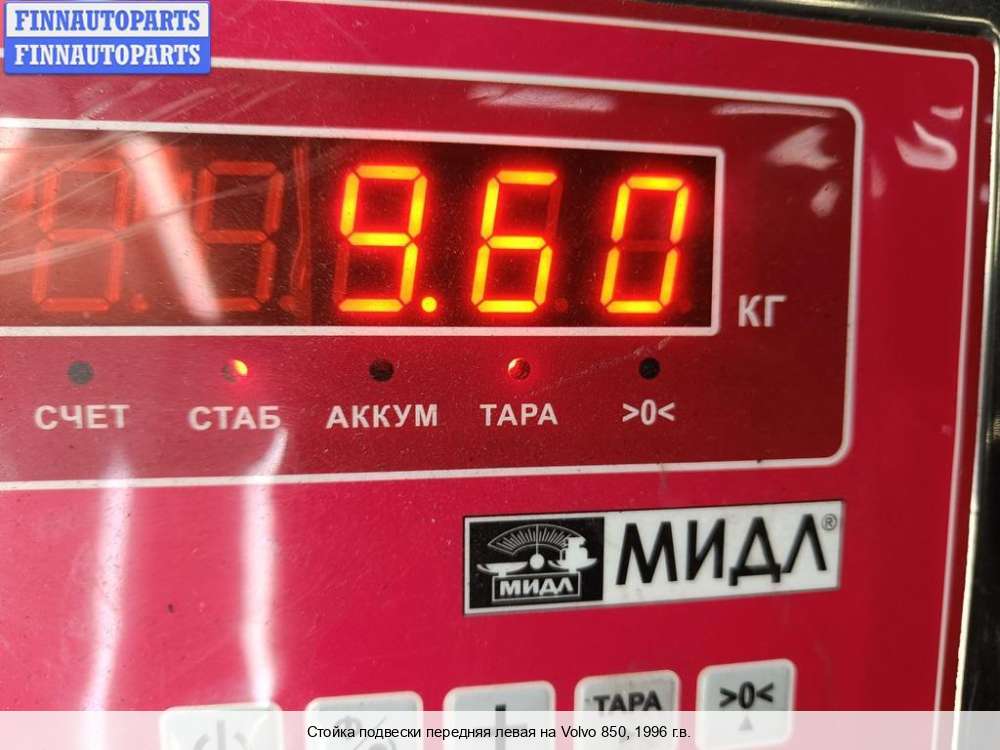 FINNAUTOPARTS
FINNAUTOPARTS
9.60
КГ
СЧЕТ СТАБ АККУМ ТАРА >0<
МИДЛ МИДЛ®
ТАРА >0<
Стойка подвески передняя левая на Volvo 850, 1996 г.в.